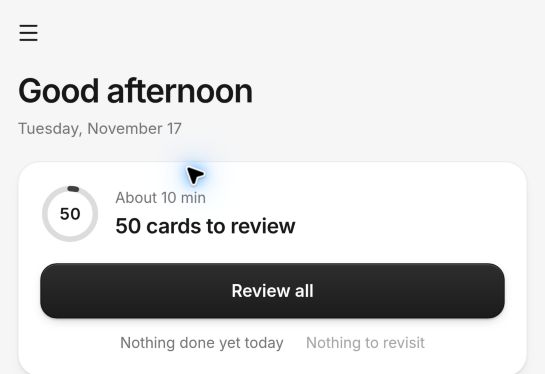 Good afternoon
Tuesday, November 17
About 10 min
50
50 cards to review
Review all
Nothing done yet today Nothing to revisit